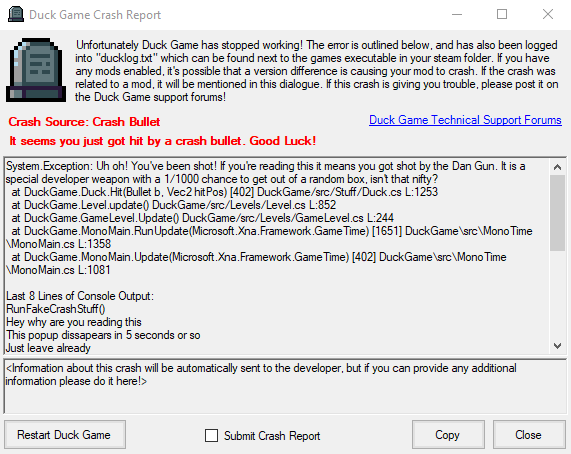 Duck Game Crash Report
Unfortunately Duck Game has stopped working! The error is outlined below, and has also been logged
into "ducklog.txt" which can be found next to the games executable in your steam folder. If you have
any mods enabled, it's possible that a version difference is causing your mod to crash. If the crash was
related to a mod, it will be mentioned in this dialogue. If this crash is giving you trouble, please post it on
the Duck Game support forums!
Crash Source: Crash Bullet
Duck Game Technical Support Forums
It seems you just got hit by a crash bullet. Good Luck!
System.Exception: Uh oh! You've been shot! If you're reading this it means you got shot by the Dan Gun. It is a
special developer weapon with a 1/1000 chance to get out of a random box, isn't that nifty?
at DuckGame.Duck.Hit(Bullet b, Vec2 hitPos) [402] DuckGame/src/Stuff/Duck.cs L:1253
at DuckGame.Level.update() DuckGame/src/Levels/Level.cs L:852
at DuckGame.GameLevel.Update() DuckGame/src/Levels/GameLevel.cs L:244
at DuckGame.MonoMain.RunUpdate(Microsoft.Xna.Framework.GameTime) [1651] DuckGame\src\MonoTime
\MonoMain.cs L:1358
at DuckGame.MonoMain.Update(Microsoft.Xna.Framework.GameTime) [402] DuckGame\src\MonoTime
\MonoMain.cs L:1081
Last 8 Lines of Console Output:
RunFakeCrashStuff()
Hey why are you reading this
This popup dissapears in 5 seconds or so
Just leave already
<Information about this crash will be automatically sent to the developer, but if you can provide any additional
information please do it here!>
Restart Duck Game
Submit Crash Report
Copy
Close